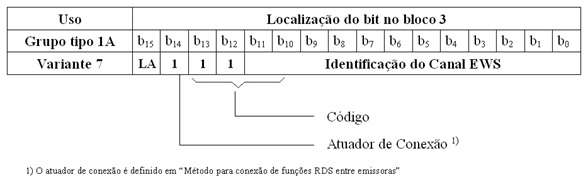 Uso Localização do bit no bloco 3
Grupo tipo 1A b15 b14 b13 b12 b11 b10 b9 b8 b7 b6 b5 b4 b3 b2 b1 b0
Variante 7 LA 1 1 1 Identificação do Canal EWS
Código
Atuador de Conexão 1)
1) O atuador de conexão é definido em “Método para conexão de funções RDS entre emissoras”